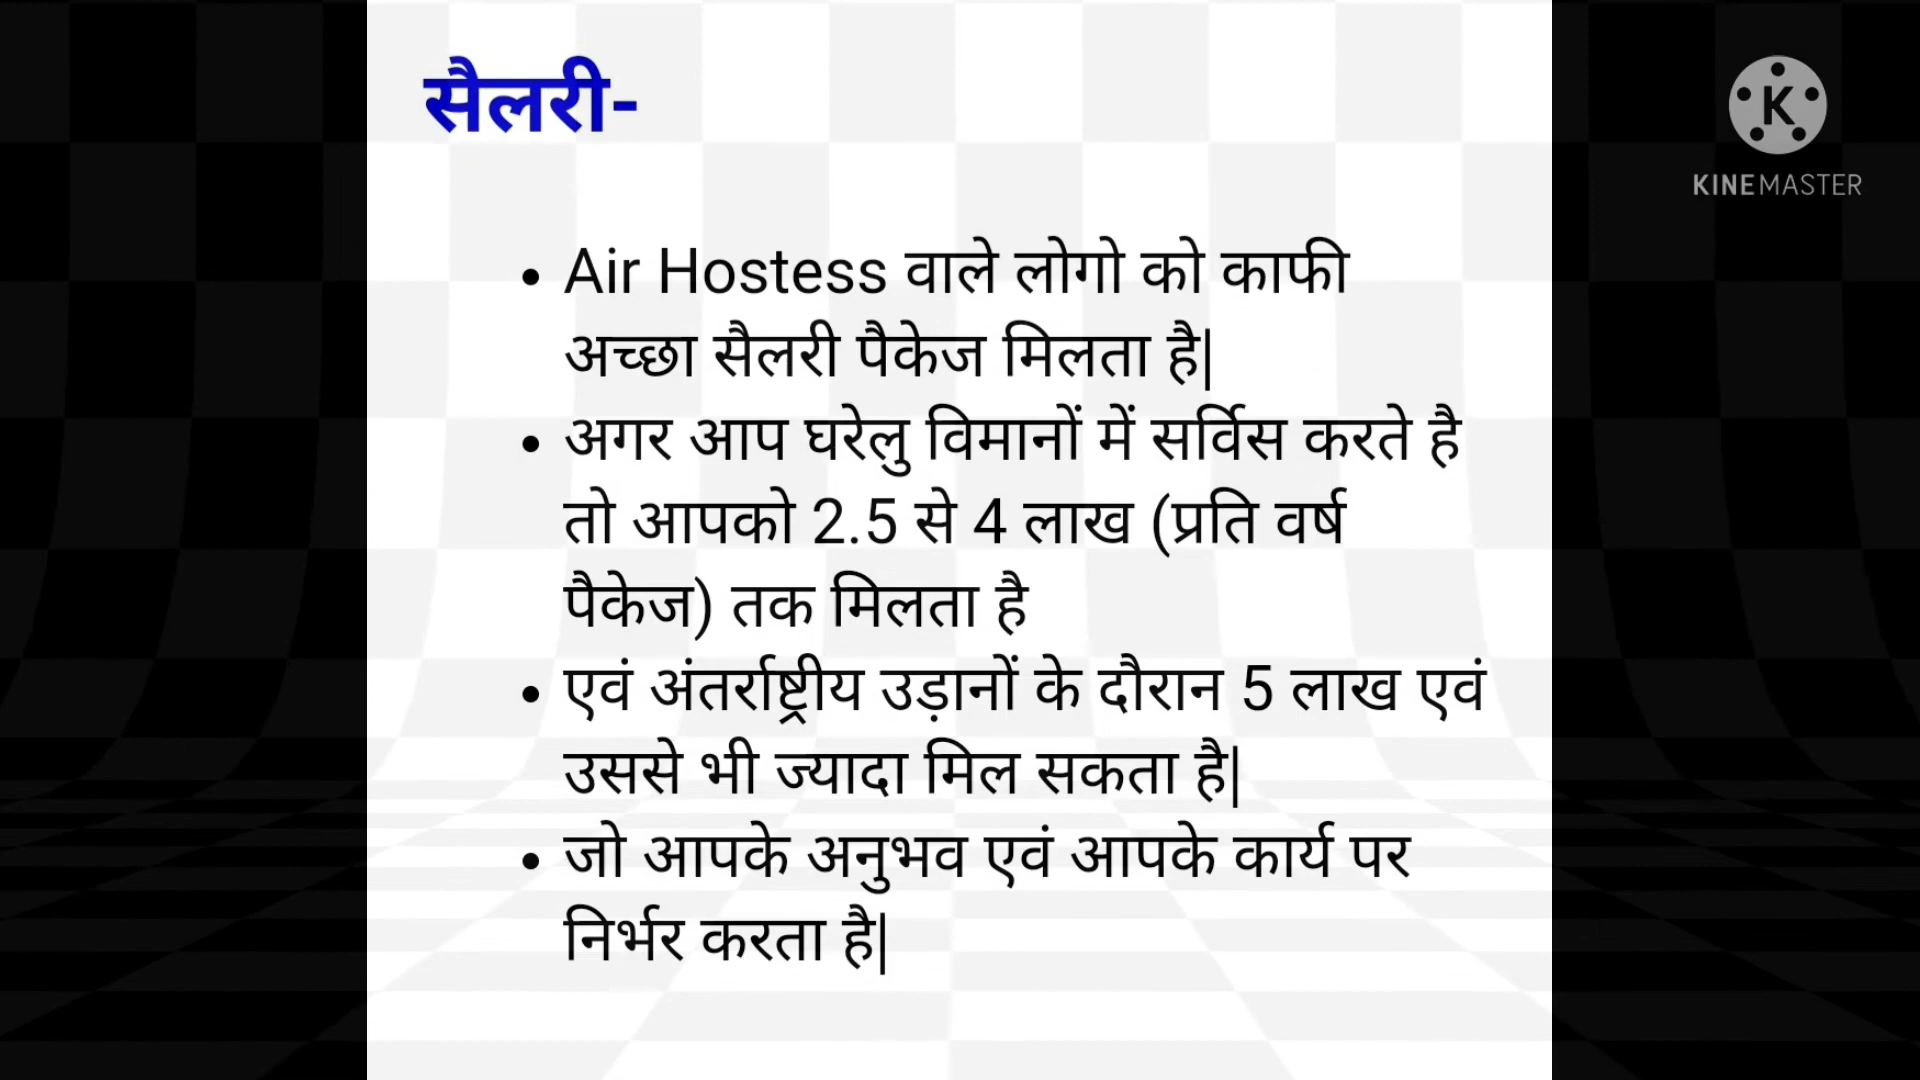 सैलरी-
KINEMASTER
• Air Hostess वाले लोगो को काफी
अच्छा सैलरी पैकेज मिलता है|
• अगर आप घरेलु विमानों में सर्विस करते है
तो आपको 2.5 से 4 लाख (प्रति वर्ष
पैकेज) तक मिलता है
• एवं अंतर्राष्ट्रीय उड़ानों के दौरान 5 लाख एवं
उससे भी ज्यादा मिल सकता है|
• जो आपके अनुभव एवं आपके कार्य पर
निर्भर करता है|